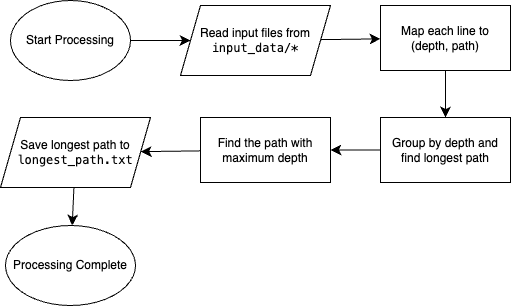 Start Processing
Read input files from
input_data/*
Map each line to
(depth, path)
Group by depth and
find longest path
Find the path with
maximum depth
Save longest path to
longest_path.txt
Processing Complete